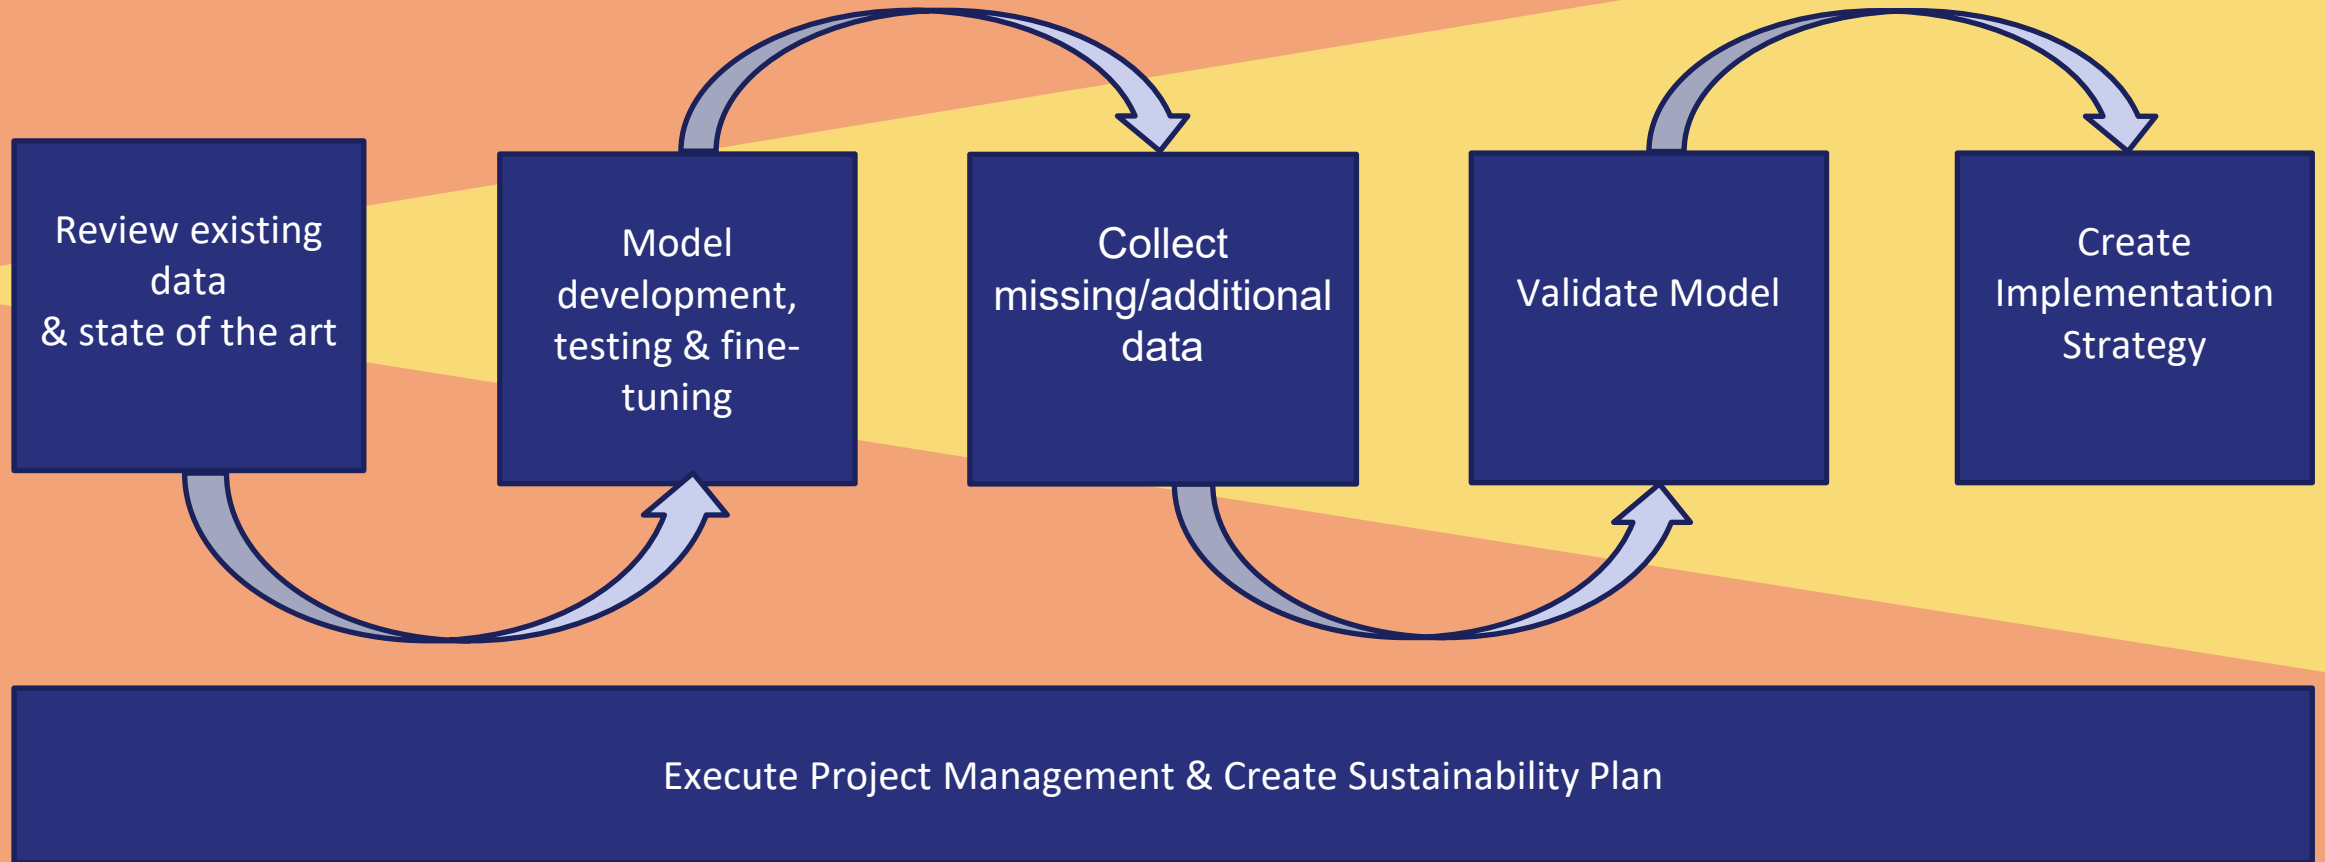 Review existing
data
& state of the art
Model
development,
testing & fine-
tuning
Collect
missing/additional
data
Validate Model
Create
Implementation
Strategy
Execute Project Management & Create Sustainability Plan